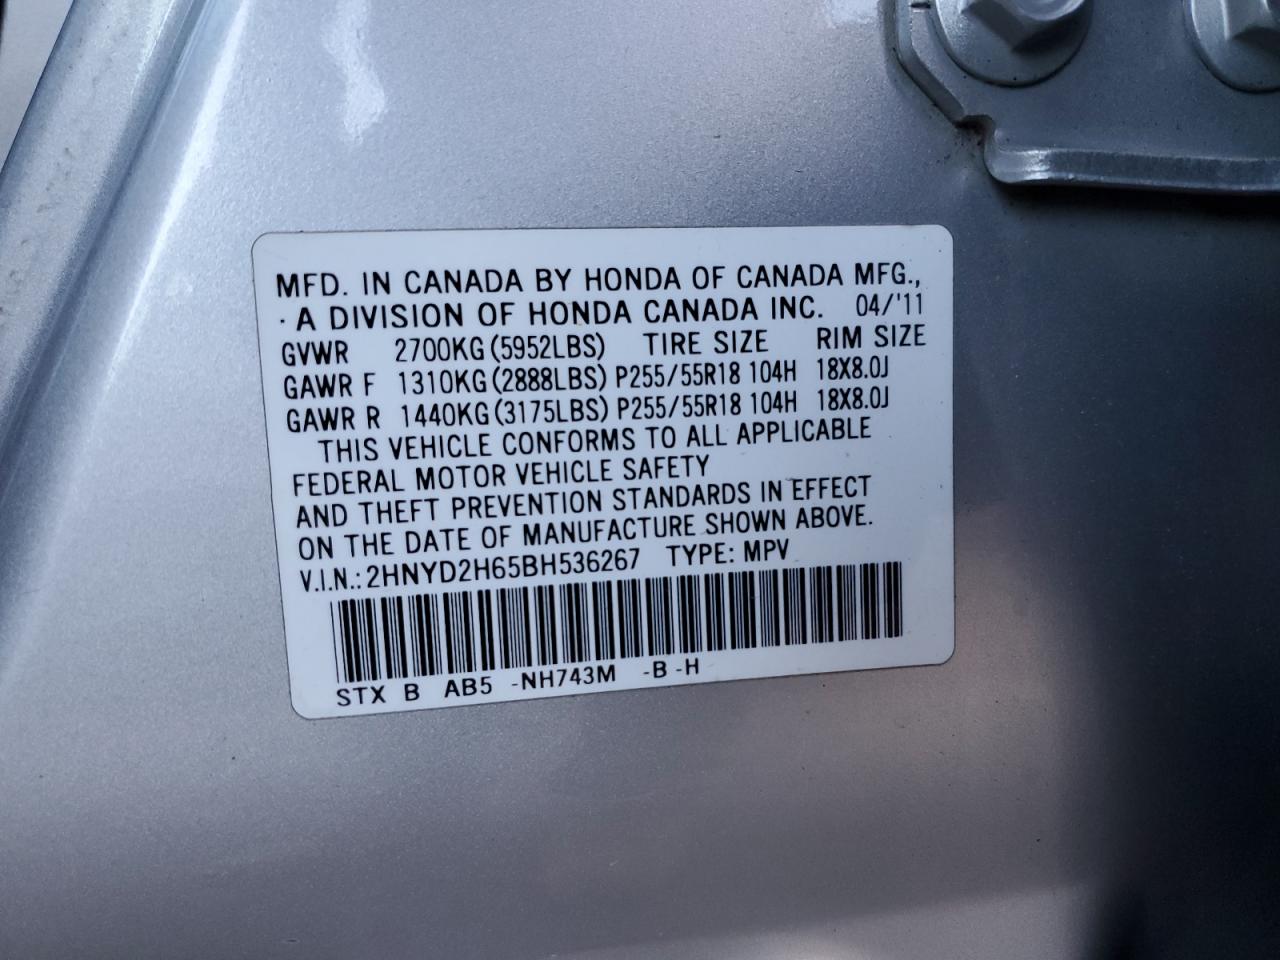 MFD. IN CANADA BY HONDA OF CANADA MFG.,
A DIVISION OF HONDA CANADA INC. 04/'11
GVWR 2700KG (5952LBS) TIRE SIZE RIM SIZE
GAWR F 1310KG (2888LBS) P255/55R18 104H 18X8.0J
GAWR R 1440KG (3175LBS) P255/55R18 104H 18X8.0J
THIS VEHICLE CONFORMS TO ALL APPLICABLE
FEDERAL MOTOR VEHICLE SAFETY
AND THEFT PREVENTION STANDARDS IN EFFECT
ON THE DATE OF MANUFACTURE SHOWN ABOVE.
V.I.N.: 2HNYD2H65BH536267 TYPE: MPV
STX B AB5 -NH743M -B -H